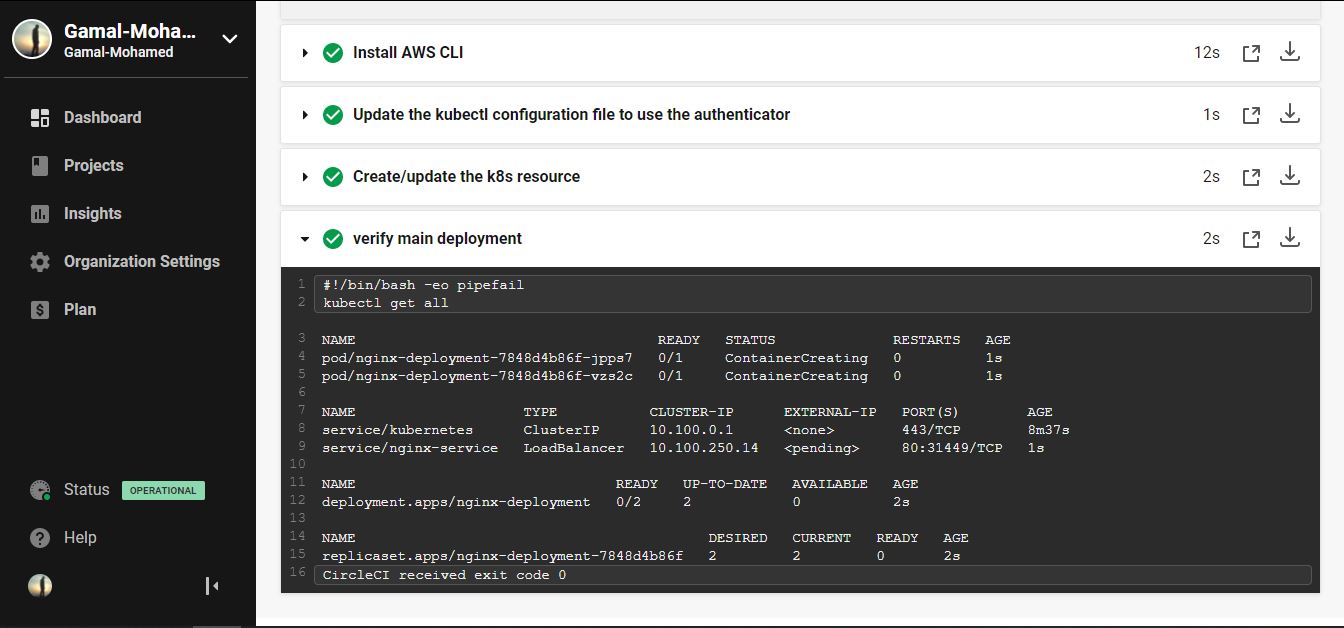 Gamal-Moha...
Gamal-Mohamed
Dashboard
Projects
Insights
Organization Settings
$ Plan
Status OPERATIONAL
? Help
Install AWS CLI 12s
Update the kubectl configuration file to use the authenticator 1s
Create/update the k8s resource 2s
verify main deployment 2s
1 #!/bin/bash -eo pipefail
2 kubectl get all
3 NAME READY STATUS RESTARTS AGE
4 pod/nginx-deployment-7848d4b86f-jpps7 0/1 ContainerCreating 0 1s
5 pod/nginx-deployment-7848d4b86f-vzs2c 0/1 ContainerCreating 0 1s
6
7 NAME TYPE CLUSTER-IP EXTERNAL-IP PORT(S) AGE
8 service/kubernetes ClusterIP 10.100.0.1 <none> 443/TCP 8m37s
9 service/nginx-service LoadBalancer 10.100.250.14 <pending> 80:31449/TCP 1s
10
11 NAME READY UP-TO-DATE AVAILABLE AGE
12 deployment.apps/nginx-deployment 0/2 2 0 2s
13
14 NAME DESIRED CURRENT READY AGE
15 replicaset.apps/nginx-deployment-7848d4b86f 2 2 0 2s
16 CircleCI received exit code 0